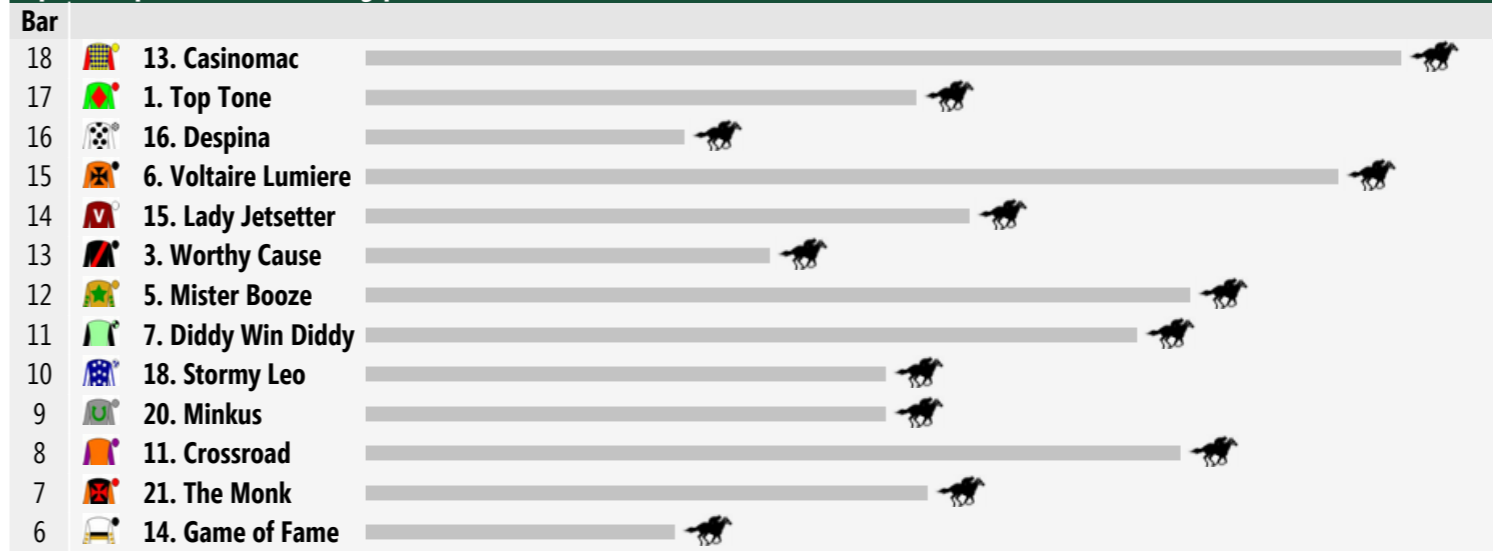 Bar
18 13. Casinomac
17 1. Top Tone
16 16. Despina
15 6. Voltaire Lumiere
14 V 15. Lady Jetsetter
13 3. Worthy Cause
12 5. Mister Booze
11 7. Diddy Win Diddy
10 18. Stormy Leo
9 20. Minkus
8 11. Crossroad
7 21. The Monk
6 14. Game of Fame